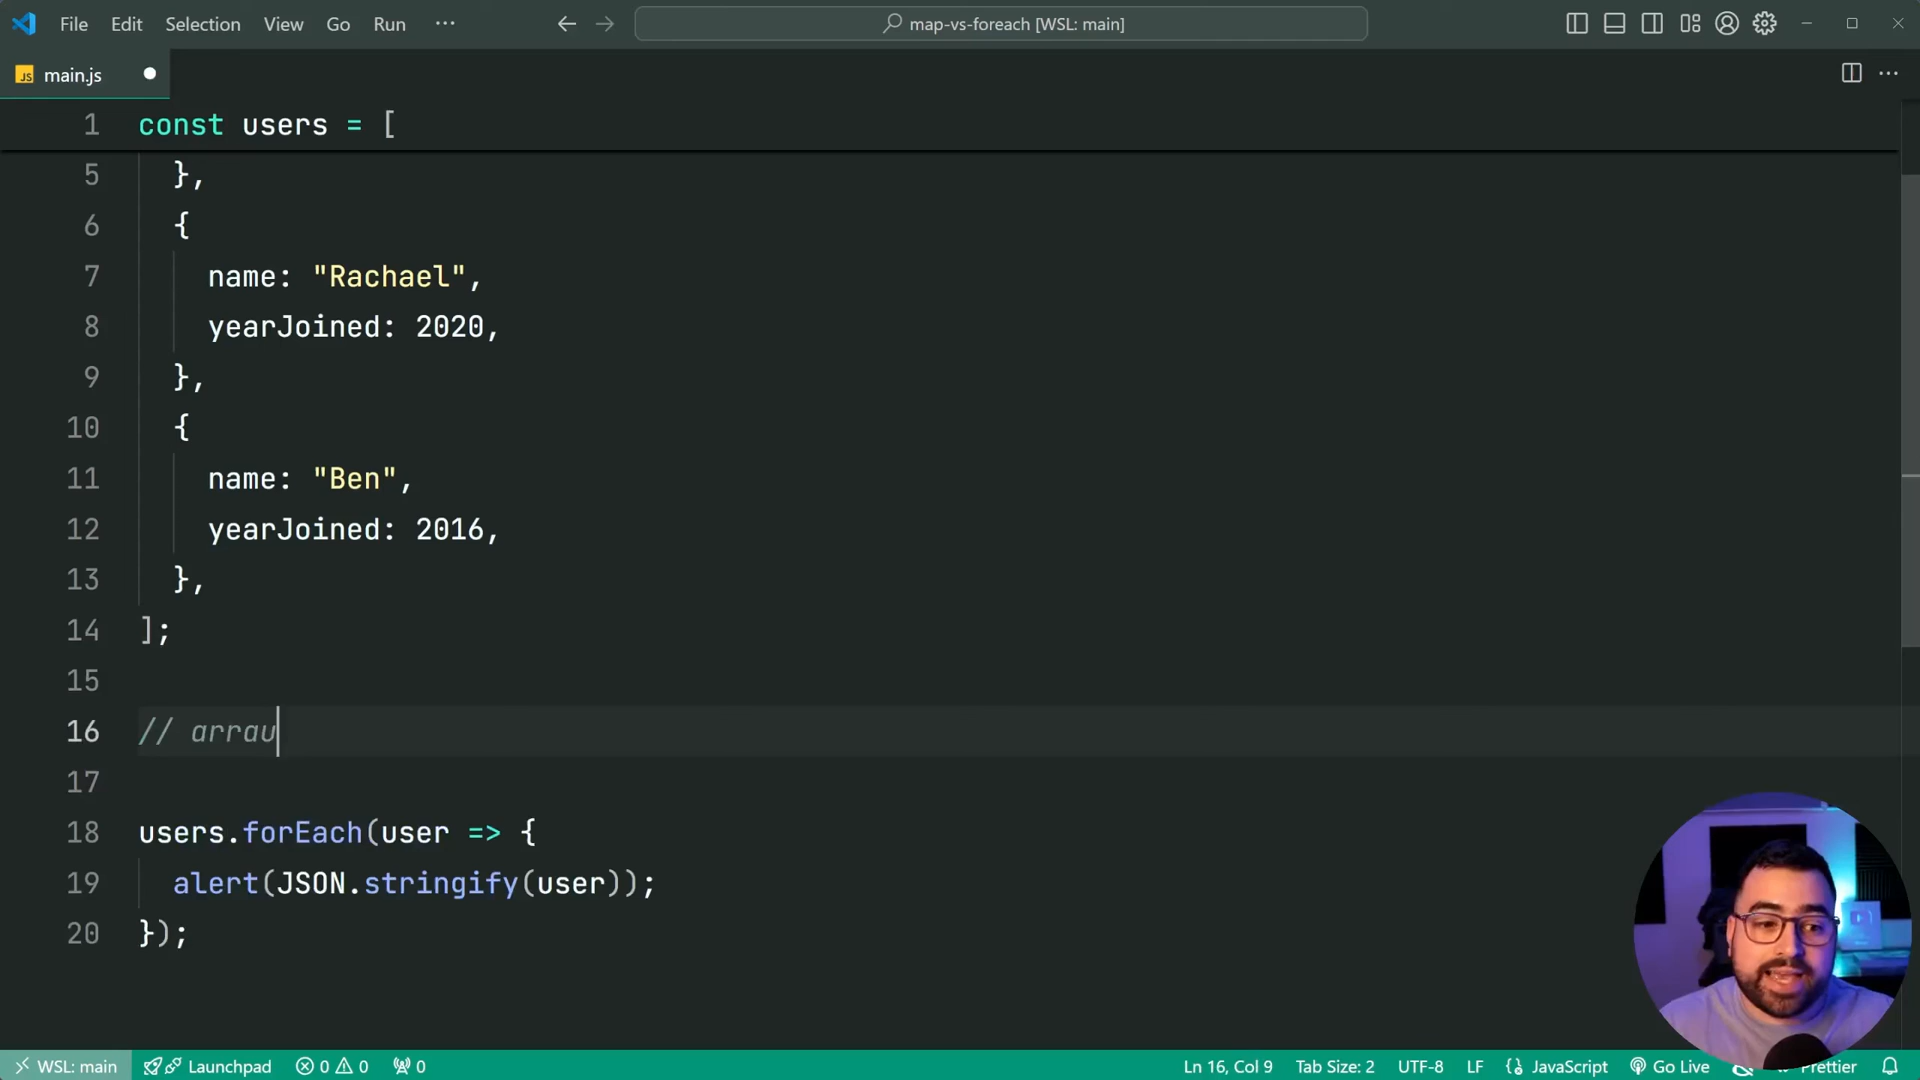 File Edit Selection View Go Run ··· map-vs-foreach [WSL: main]
JS main.js
1 const users = [
5 },
6 {
7 name: "Rachael",
8 yearJoined: 2020,
9 },
10 {
11 name: "Ben",
12 yearJoined: 2016,
13 },
14 ];
15
16 // arrau
17
18 users.forEach(user => {
19 alert(JSON.stringify(user));
20 });
WSL: main Launchpad 0 0 0 Ln 16, Col 9 Tab Size: 2 UTF-8 LF {} JavaScript Go Live Prettier